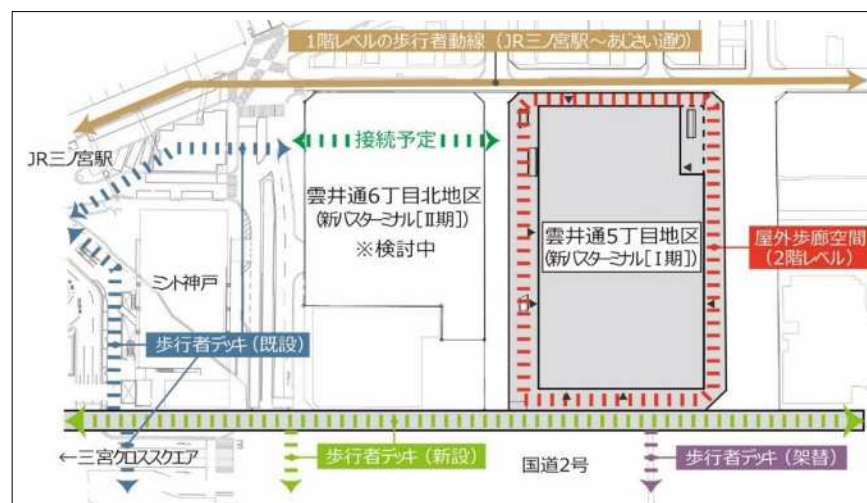 1階レベルの歩行者動線（JR三ノ宮駅～あじさい通り）
接続予定
JR三ノ宮駅
雲井通6丁目北地区
（新バスターミナル［Ⅱ期］）
※検討中
雲井通5丁目地区
（新バスターミナル［Ⅰ期］）
屋外歩廊空間
（2階レベル）
ミント神戸
歩行者デッキ（既設）
←三宮クロススクエア
歩行者デッキ（新設）
国道2号
歩行者デッキ（架替）